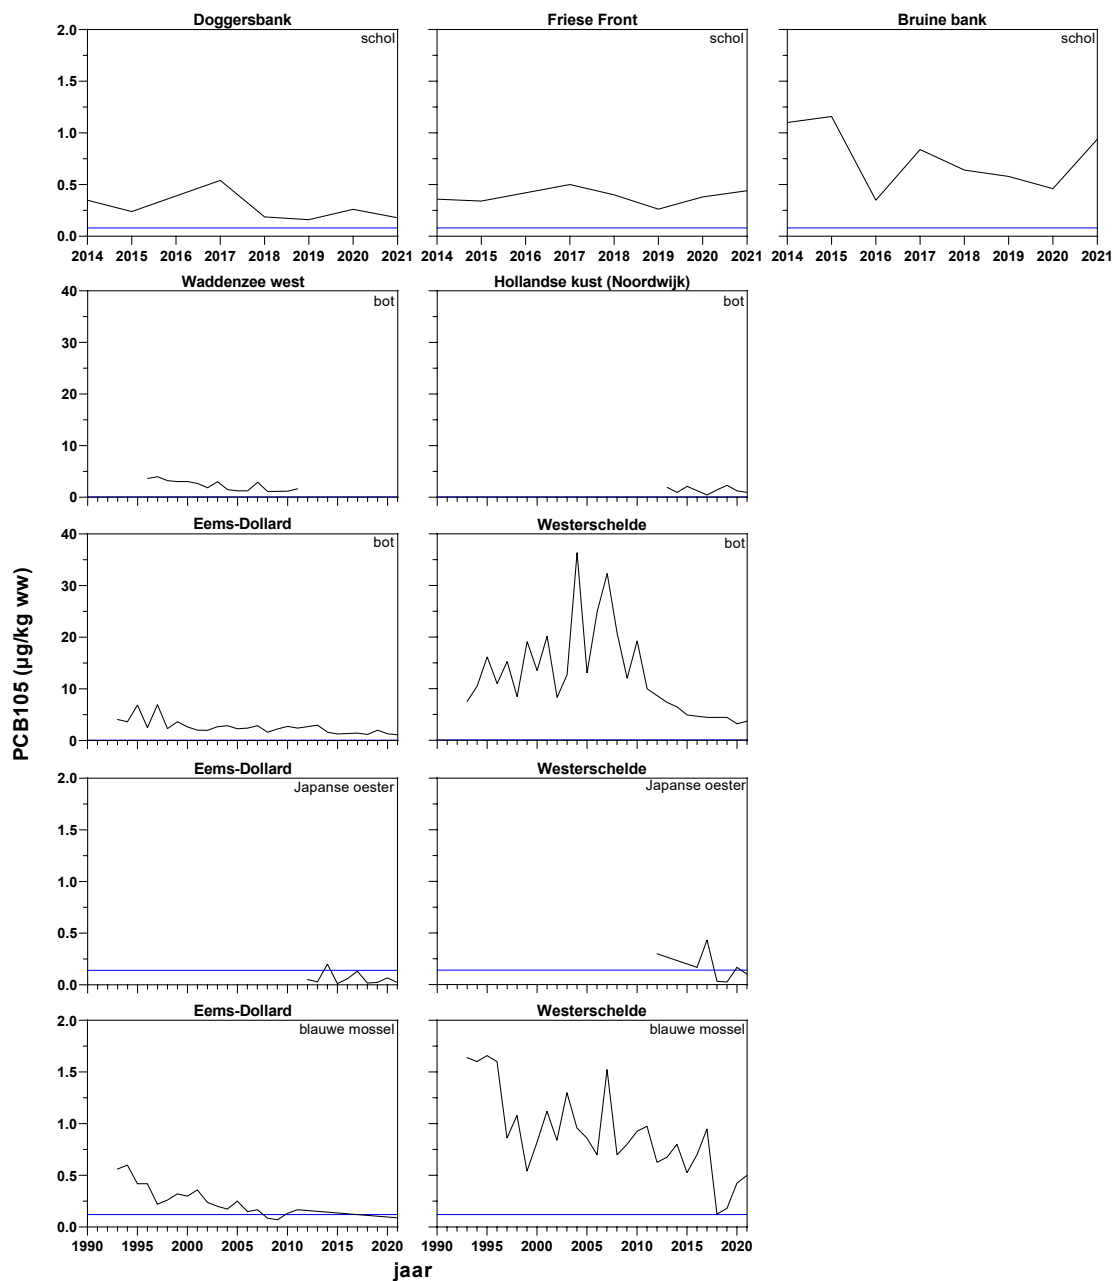 Doggersbank Friese Front Bruine bank
2.0 schol schol schol
1.5
1.0
0.5
0.0
2014 2015 2016 2017 2018 2019 2020 2021 2014 2015 2016 2017 2018 2019 2020 2021 2014 2015 2016 2017 2018 2019 2020 2021
Waddenzee west Hollandse kust (Noordwijk)
40 bot bot
30
20
10
0
Eems-Dollard Westerschelde
40 bot bot
30
20
10
0
PCB105 (µg/kg ww)
Eems-Dollard Westerschelde
2.0 Japanse oester Japanse oester
1.5
1.0
0.5
0.0
Eems-Dollard Westerschelde
2.0 blauwe mossel blauwe mossel
1.5
1.0
0.5
0.0
1990 1995 2000 2005 2010 2015 2020 1990 1995 2000 2005 2010 2015 2020
jaar